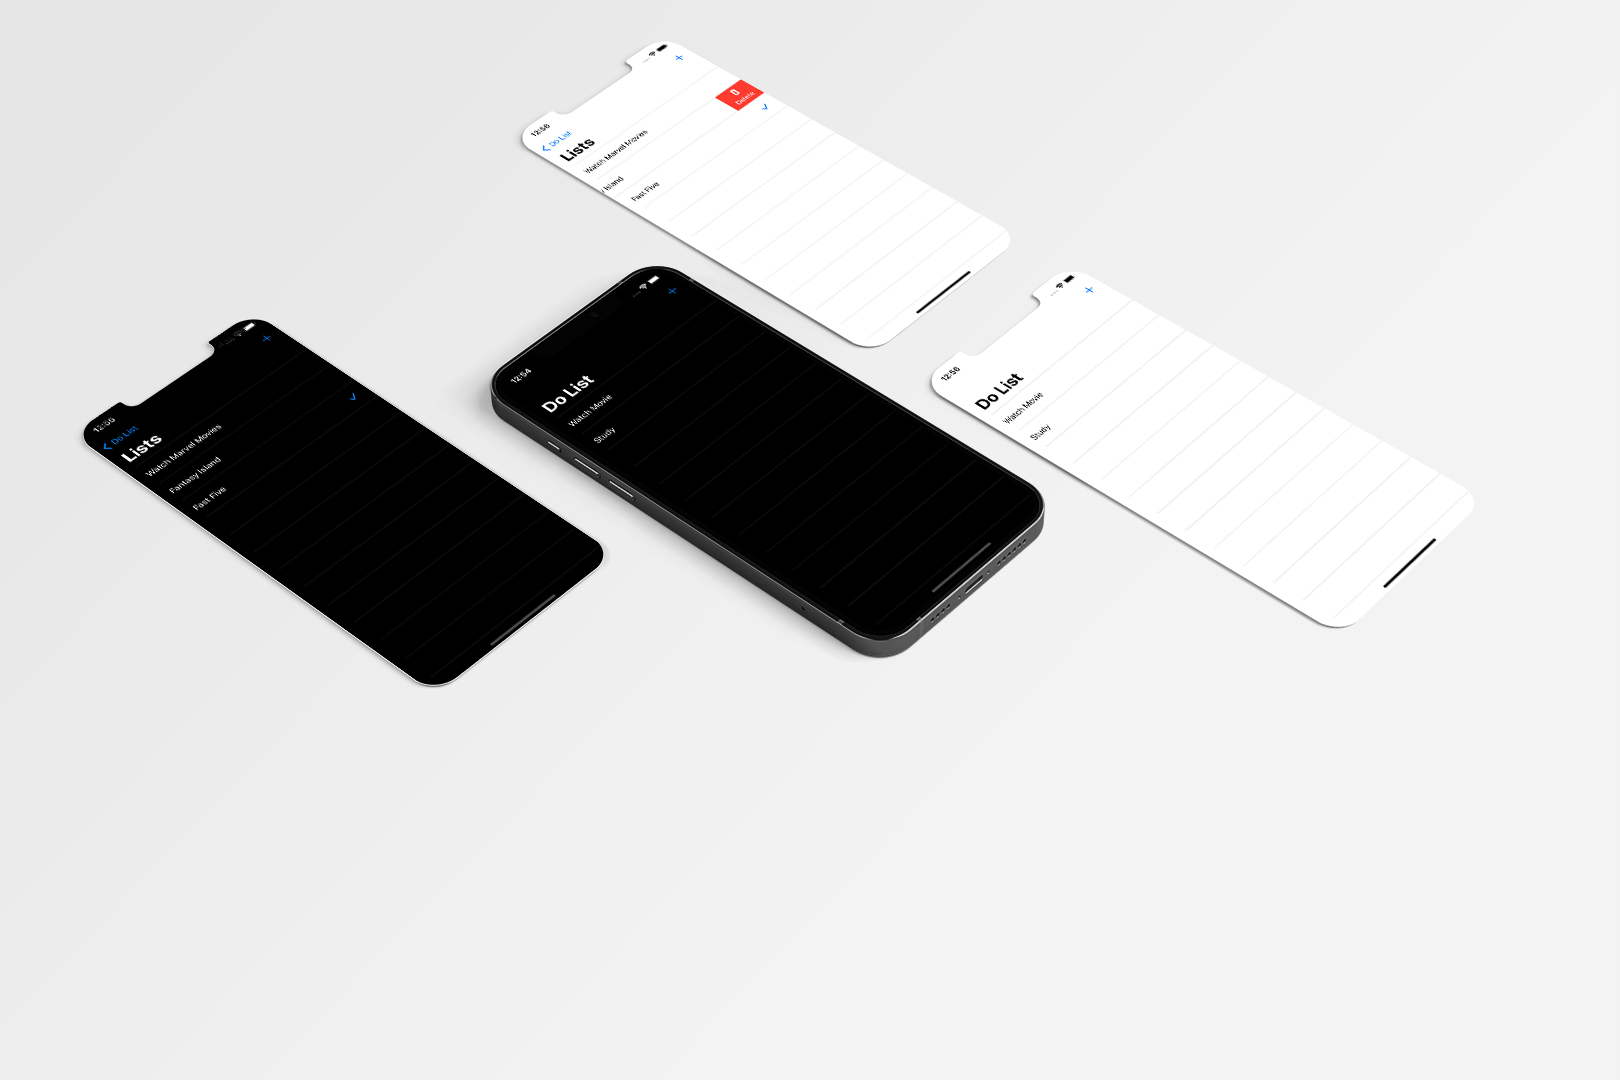 12:56
Do List
Lists
Delete
Watch Marvel Movies
Island
Fast Five
12:56
Do List
Lists
Watch Marvel Movies
Fantasy Island
Fast Five
12:54
Do List
Watch Movie
Study
12:56
Do List
Watch Movie
Study